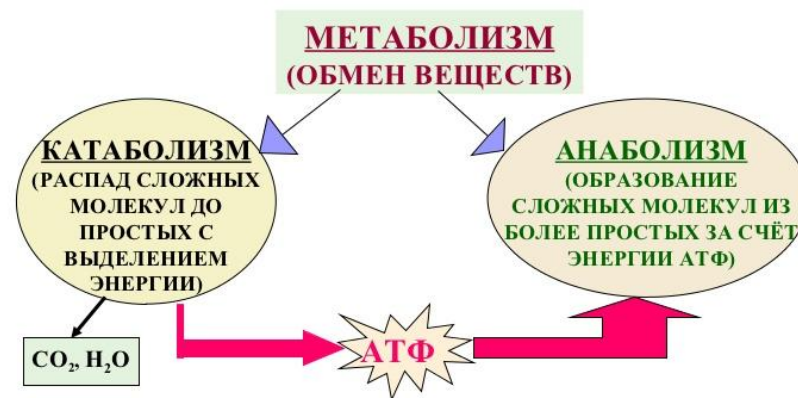 МЕТАБОЛИЗМ
(ОБМЕН ВЕЩЕСТВ)
КАТАБОЛИЗМ
(РАСПАД СЛОЖНЫХ
МОЛЕКУЛ ДО
ПРОСТЫХ С
ВЫДЕЛЕНИЕМ
ЭНЕРГИИ)
АНАБОЛИЗМ
(ОБРАЗОВАНИЕ
СЛОЖНЫХ МОЛЕКУЛ ИЗ
БОЛЕЕ ПРОСТЫХ ЗА СЧЁТ
ЭНЕРГИИ АТФ)
CO₂, H₂O
АТФ